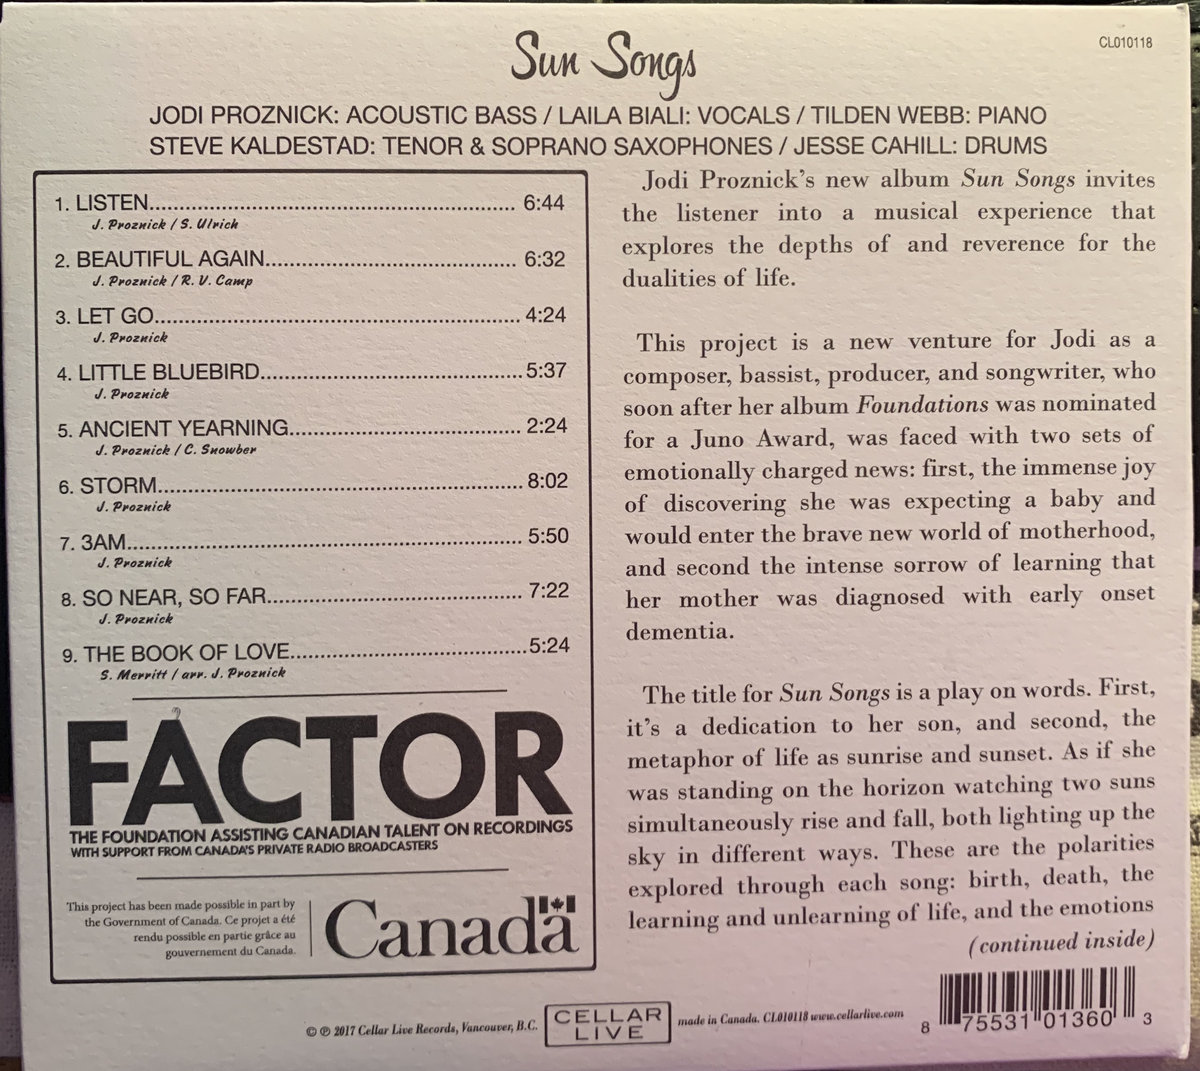 Sun Songs
CL010118
JODI PROZNICK: ACOUSTIC BASS / LAILA BIALI: VOCALS / TILDEN WEBB: PIANO
STEVE KALDESTAD: TENOR & SOPRANO SAXOPHONES / JESSE CAHILL: DRUMS
1. LISTEN........................................................ 6:44
J. Proznick / S. Ulrich
2. BEAUTIFUL AGAIN...................................... 6:32
J. Proznick / R. V. Camp
3. LET GO....................................................... 4:24
J. Proznick
4. LITTLE BLUEBIRD........................................5:37
J. Proznick
5. ANCIENT YEARNING................................... 2:24
J. Proznick / C. Snowber
6. STORM....................................................... 8:02
J. Proznick
7. 3AM............................................................ 5:50
J. Proznick
8. SO NEAR, SO FAR....................................... 7:22
J. Proznick
9. THE BOOK OF LOVE....................................5:24
S. Merritt / arr. J. Proznick
FACTOR
THE FOUNDATION ASSISTING CANADIAN TALENT ON RECORDINGS
WITH SUPPORT FROM CANADA'S PRIVATE RADIO BROADCASTERS
This project has been made possible in part by
the Government of Canada. Ce projet a été
rendu possible en partie grâce au
gouvernement du Canada.
Canada
Jodi Proznick's new album Sun Songs invites
the listener into a musical experience that
explores the depths of and reverence for the
dualities of life.
This project is a new venture for Jodi as a
composer, bassist, producer, and songwriter, who
soon after her album Foundations was nominated
for a Juno Award, was faced with two sets of
emotionally charged news: first, the immense joy
of discovering she was expecting a baby and
would enter the brave new world of motherhood,
and second the intense sorrow of learning that
her mother was diagnosed with early onset
dementia.
The title for Sun Songs is a play on words. First,
it's a dedication to her son, and second, the
metaphor of life as sunrise and sunset. As if she
was standing on the horizon watching two suns
simultaneously rise and fall, both lighting up the
sky in different ways. These are the polarities
explored through each song: birth, death, the
learning and unlearning of life, and the emotions
(continued inside)
© ℗ 2017 Cellar Live Records, Vancouver, B.C.
CELLAR
LIVE
made in Canada. CL010118 www.cellarlive.com
8 75531 01360 3